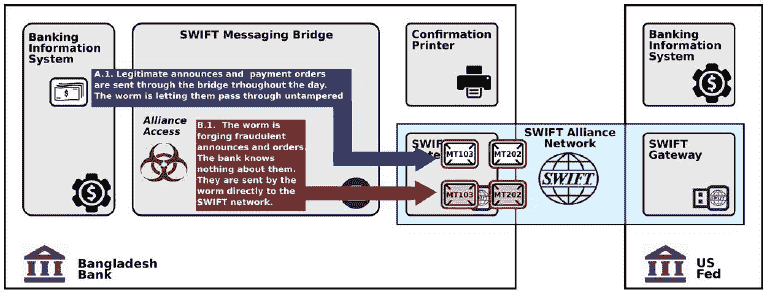 Banking
Information
System
SWIFT Messaging Bridge
Confirmation
Printer
Banking
Information
System
A.1. Legitimate announces and payment orders
are sent through the bridge trhoughout the day.
The worm is letting them pass through untampered
Alliance
Access
B.1. The worm is
forging fraudulent
announces and orders.
The bank knows
nothing about them.
They are sent by the
worm directly to the
SWIFT network.
MT103
MT202
MT103
MT202
SWIFT Alliance
Network
SWIFT
SWIFT
Gateway
Bangladesh
Bank
US
Fed